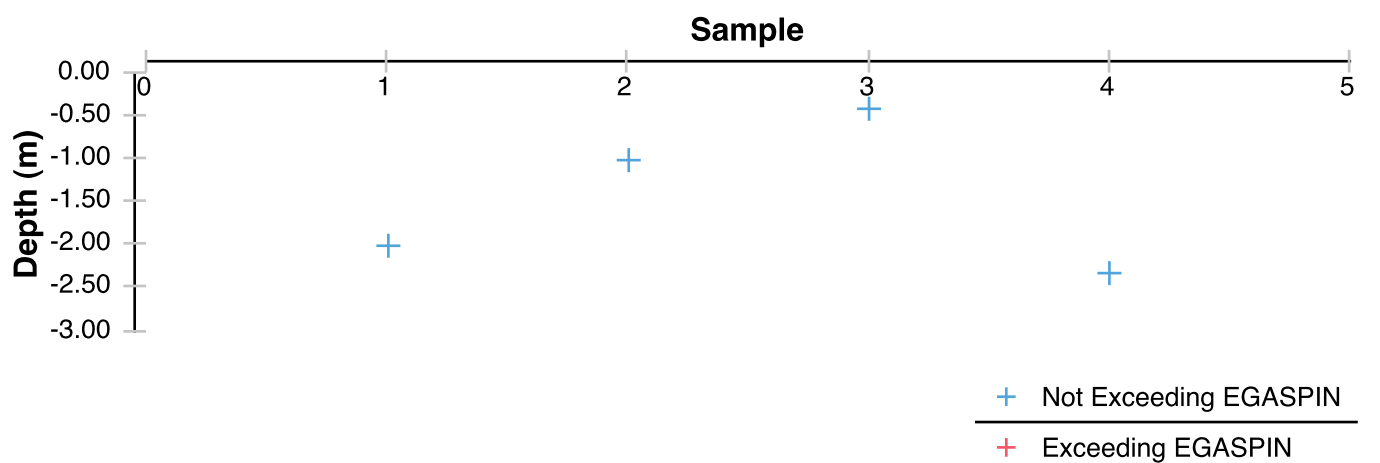 Sample
0.00
0 1 2 3 4 5
-0.50
-1.00
-1.50
-2.00
-2.50
-3.00
Depth (m)
Not Exceeding EGASPIN
Exceeding EGASPIN